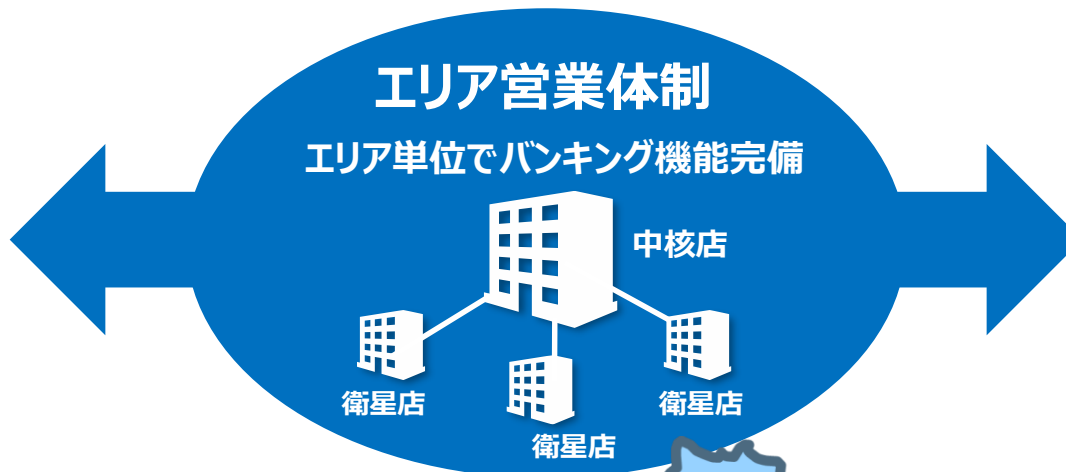 エリア営業体制
エリア単位でバンキング機能完備
中核店
衛星店
衛星店
衛星店